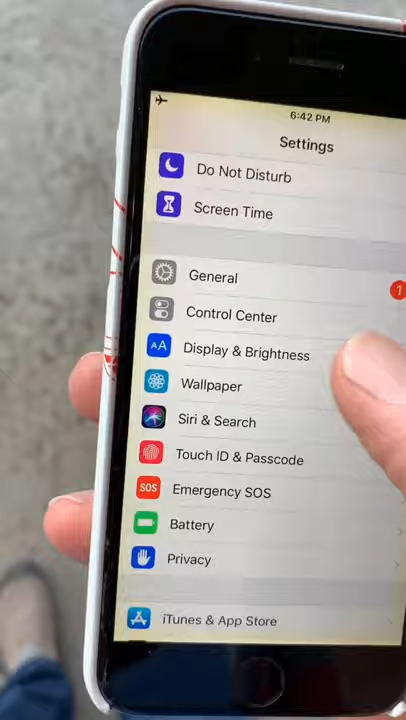 6:42 PM
Settings
Do Not Disturb
Screen Time
General
1
Control Center
AA Display & Brightness
Wallpaper
Siri & Search
Touch ID & Passcode
SOS Emergency SOS
Battery
Privacy
iTunes & App Store